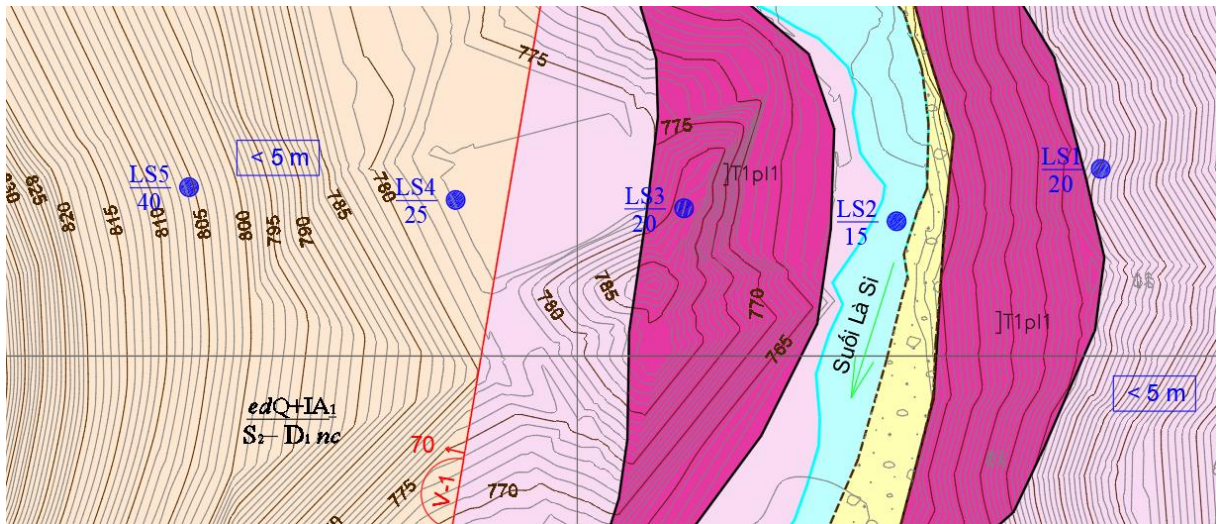 775
775
]T1pl1
LS1
20
< 5 m
LS5
40
830
825
820
815
810
805
800
795
790
785
780
LS4
25
LS3
20
LS2
15
785
780
770
765
Suối Là Si
]T1pl1
< 5 m
edQ+IA1
S2– D1 nc
70
V-1
775
770